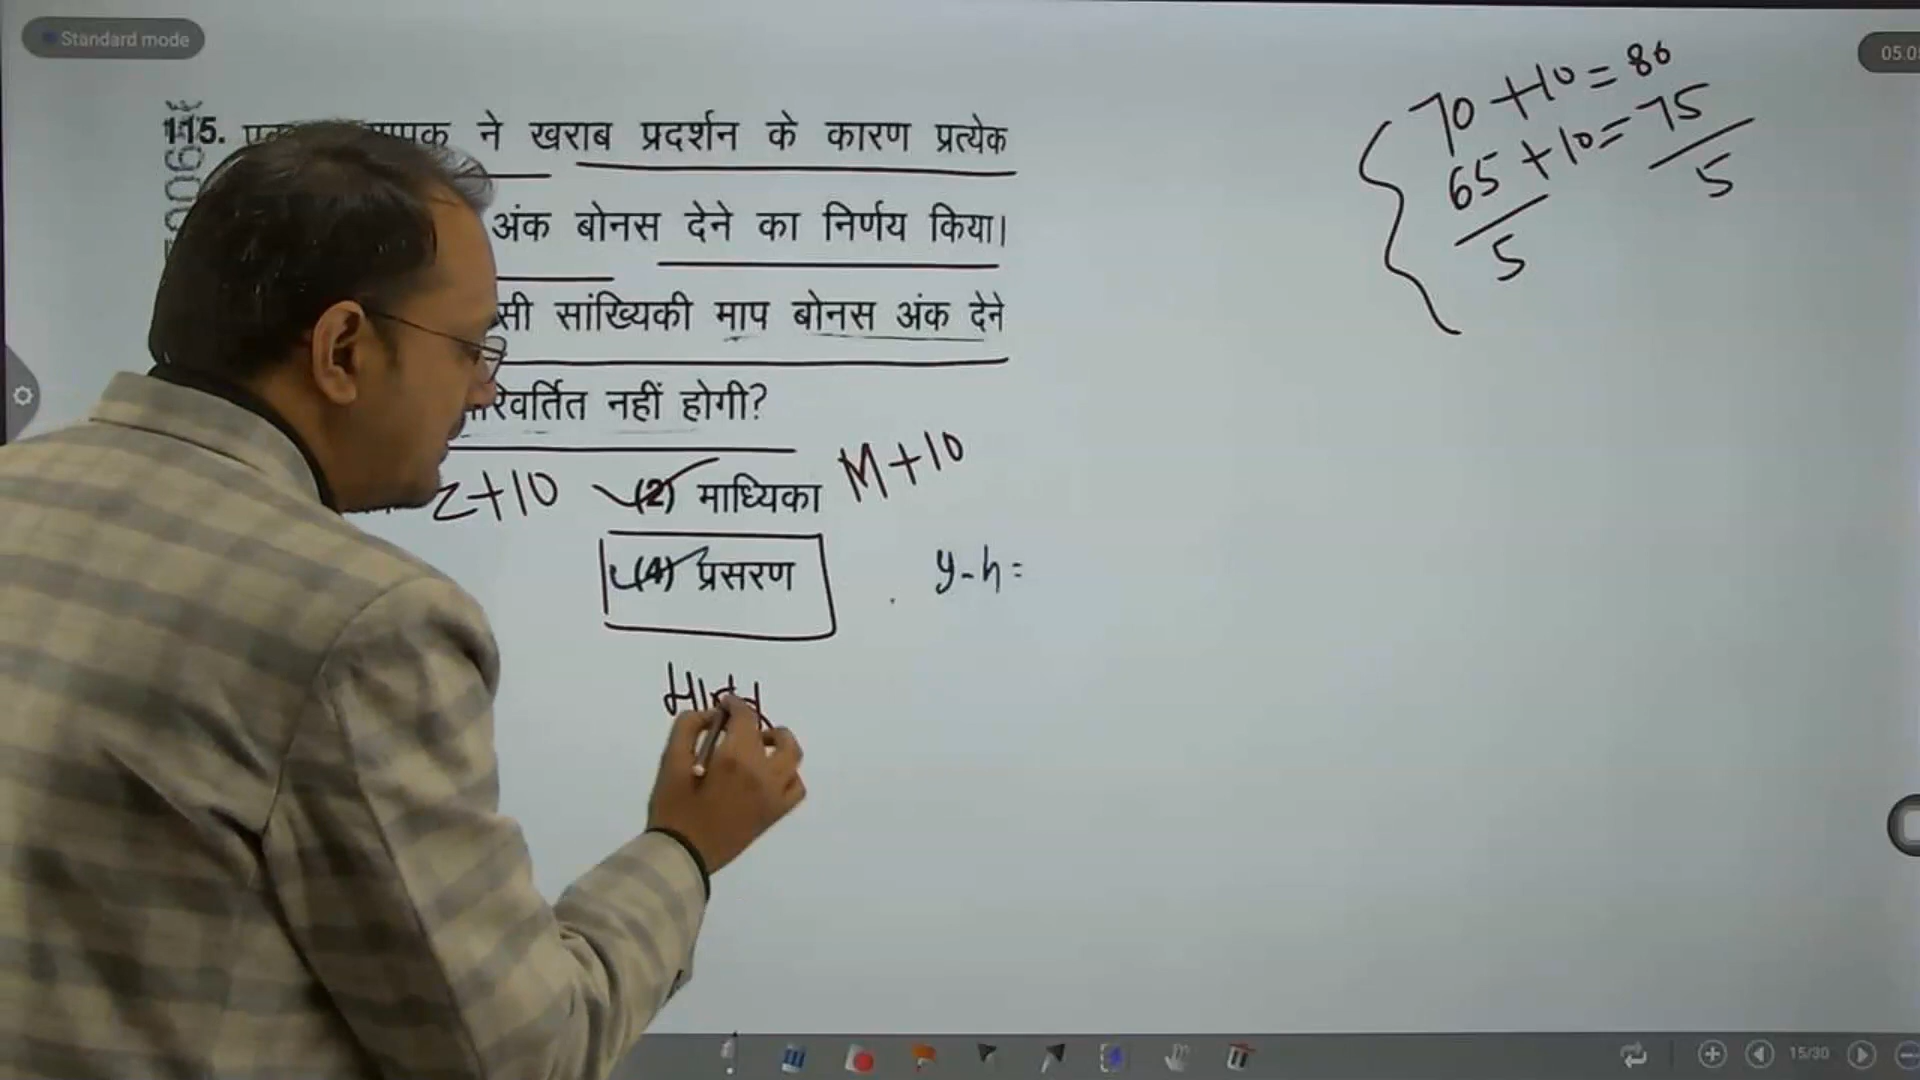 Standard mode
05.0
70+10=80
65+10=75
5
5
115. ने खराब प्रदर्शन के कारण प्रत्येक
अंक बोनस देने का निर्णय किया।
सी सांख्यिकी माप बोनस अंक देने
रिवर्तित नहीं होगी?
Z+10 (2) माध्यिका M+10
(4) प्रसरण y-h=
15/30